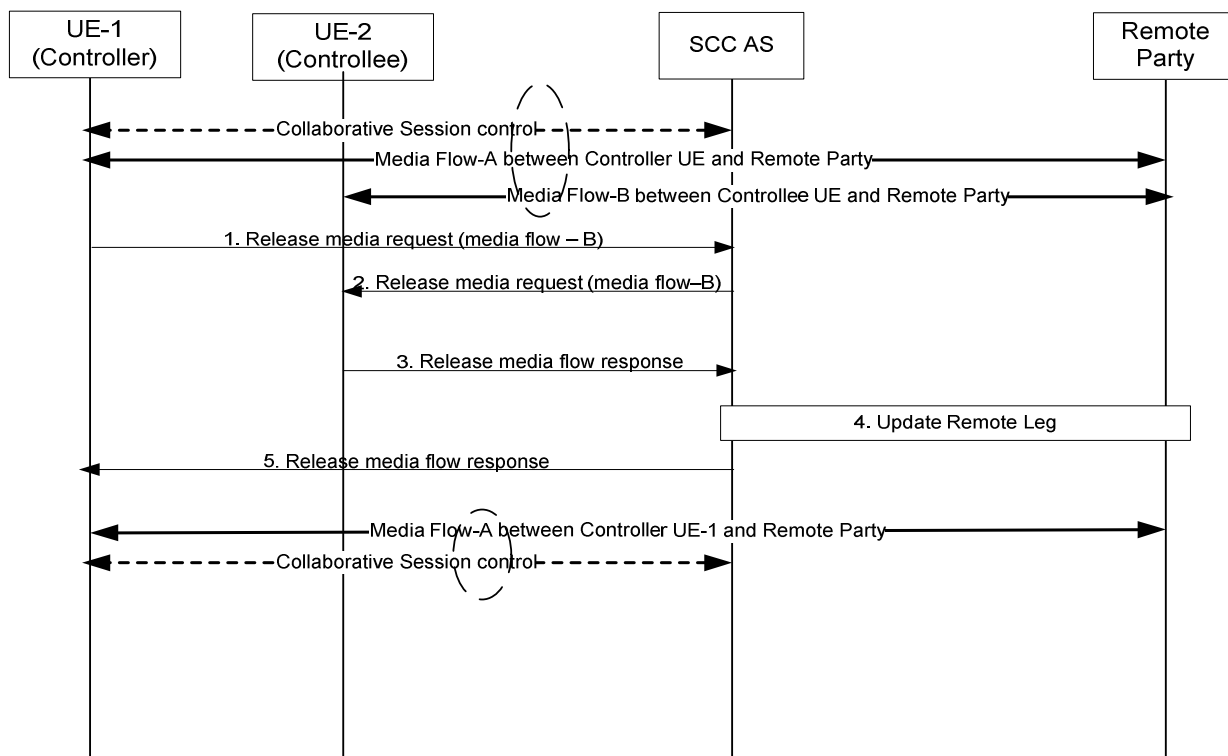 UE-1
(Controller)
UE-2
(Controllee)
SCC AS
Remote
Party
Collaborative Session control
Media Flow-A between Controller UE and Remote Party
Media Flow-B between Controllee UE and Remote Party
1. Release media request (media flow – B)
2. Release media request (media flow–B)
3. Release media flow response
4. Update Remote Leg
5. Release media flow response
Media Flow-A between Controller UE-1 and Remote Party
Collaborative Session control